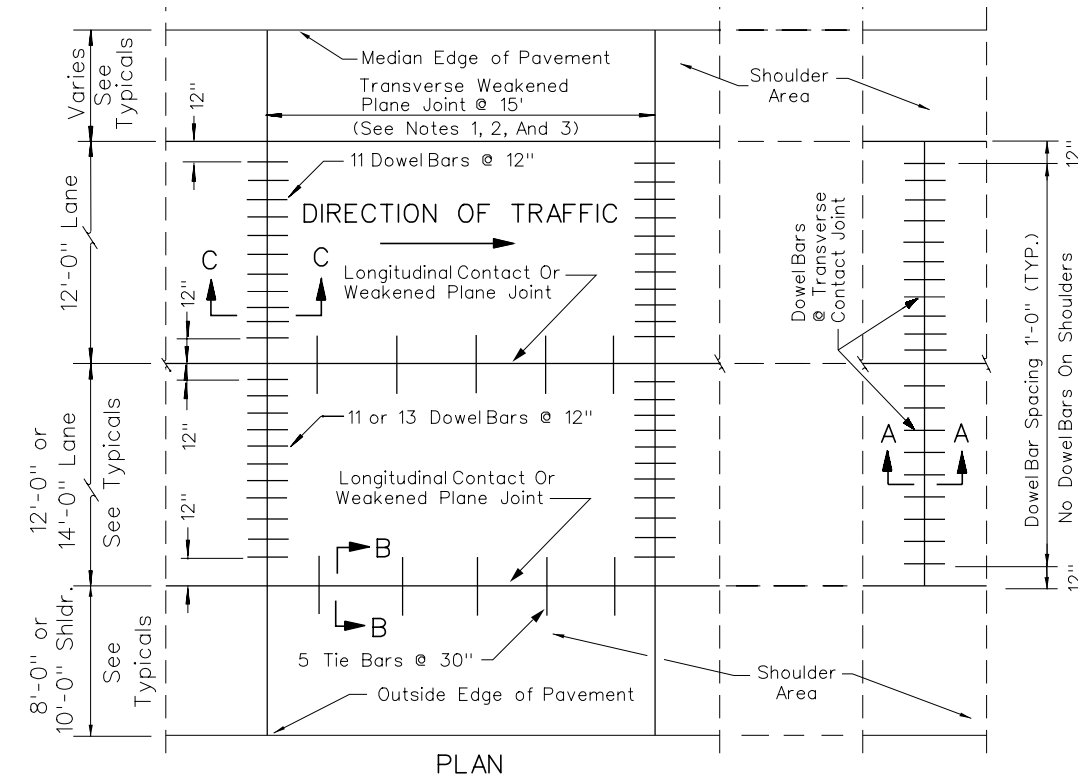 Varies
See
Typicals
12"
Median Edge of Pavement
Transverse Weakened
Plane Joint @ 15'
(See Notes 1, 2, And 3)
Shoulder
Area
12'-0" Lane
11 Dowel Bars @ 12"
DIRECTION OF TRAFFIC
C
C
12"
Longitudinal Contact Or
Weakened Plane Joint
Dowel Bars
@ Transverse
Contact Joint
12"
Dowel Bar Spacing 1'-0" (TYP.)
No Dowel Bars On Shoulders
12"
12'-0" or
14'-0" Lane
See Typicals
12"
12"
11 or 13 Dowel Bars @ 12"
A
A
Longitudinal Contact Or
Weakened Plane Joint
B
B
8'-0" or
10'-0" Shldr.
See
Typicals
5 Tie Bars @ 30"
Outside Edge of Pavement
Shoulder
Area
PLAN